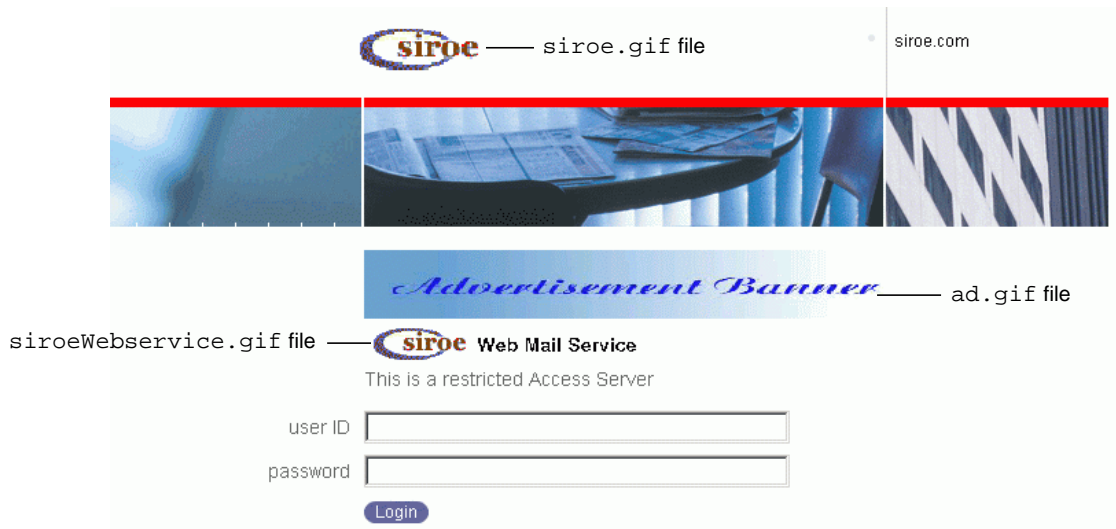 siroe siroe.gif file
siroe.com
Advertisement Banner
ad.gif file
siroeWebservice.gif file
siroe Web Mail Service
This is a restricted Access Server
user ID
password
Login